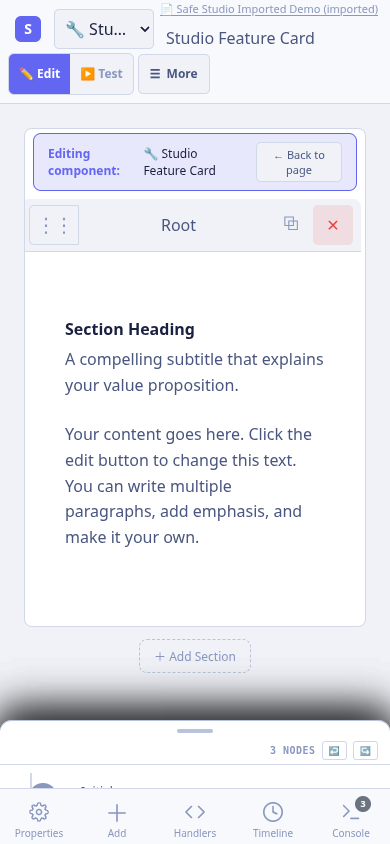 📄 Safe Studio Imported Demo (imported)
S
🔧 Stu...
Studio Feature Card
✏️ Edit
▶️ Test
☰ More
Editing component:
🔧 Studio Feature Card
← Back to page
Root
Section Heading
A compelling subtitle that explains
your value proposition.
Your content goes here. Click the
edit button to change this text.
You can write multiple
paragraphs, add emphasis, and
make it your own.
+ Add Section
3 NODES
3
Properties
Add
Handlers
Timeline
Console